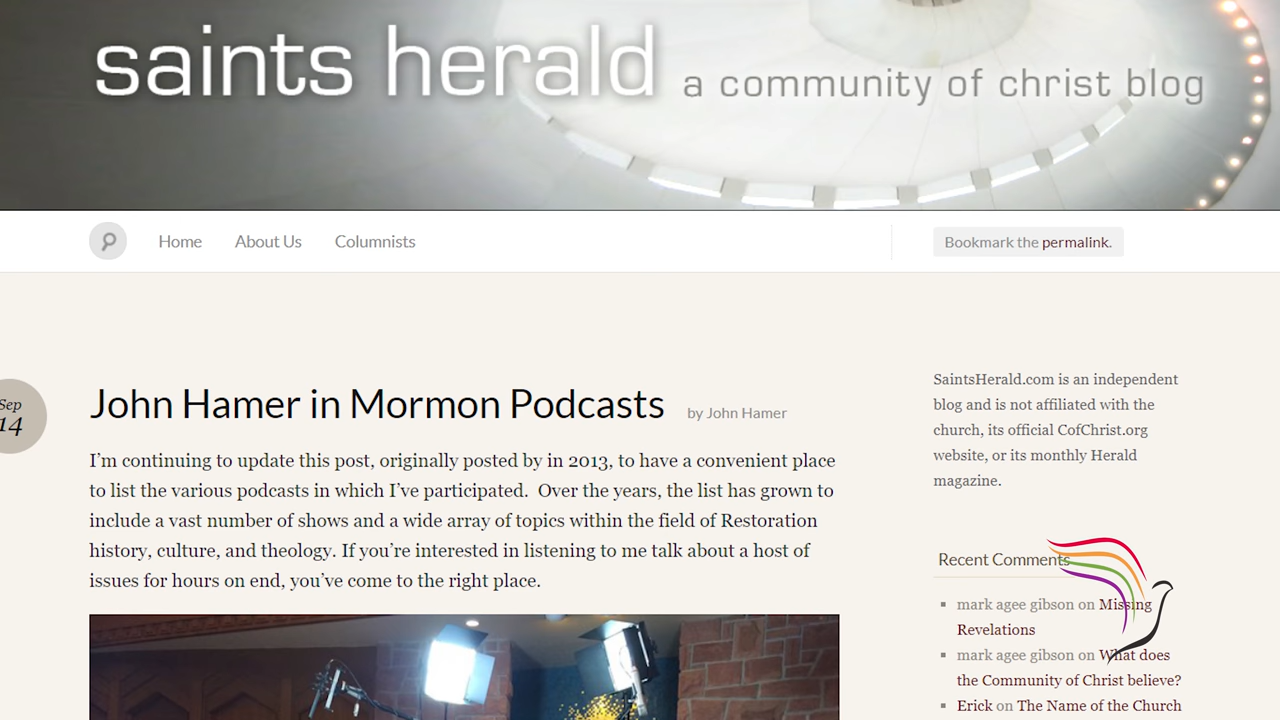 saints herald a community of christ blog
Home About Us Columnists
Bookmark the permalink.
Sep
14
John Hamer in Mormon Podcasts by John Hamer
I'm continuing to update this post, originally posted by in 2013, to have a convenient place
to list the various podcasts in which I've participated.  Over the years, the list has grown to
include a vast number of shows and a wide array of topics within the field of Restoration
history, culture, and theology. If you're interested in listening to me talk about a host of
issues for hours on end, you've come to the right place.
SaintsHerald.com is an independent
blog and is not affiliated with the
church, its official CofChrist.org
website, or its monthly Herald
magazine.
Recent Comments
mark agee gibson on Missing
Revelations
mark agee gibson on What does
the Community of Christ believe?
Erick on The Name of the Church